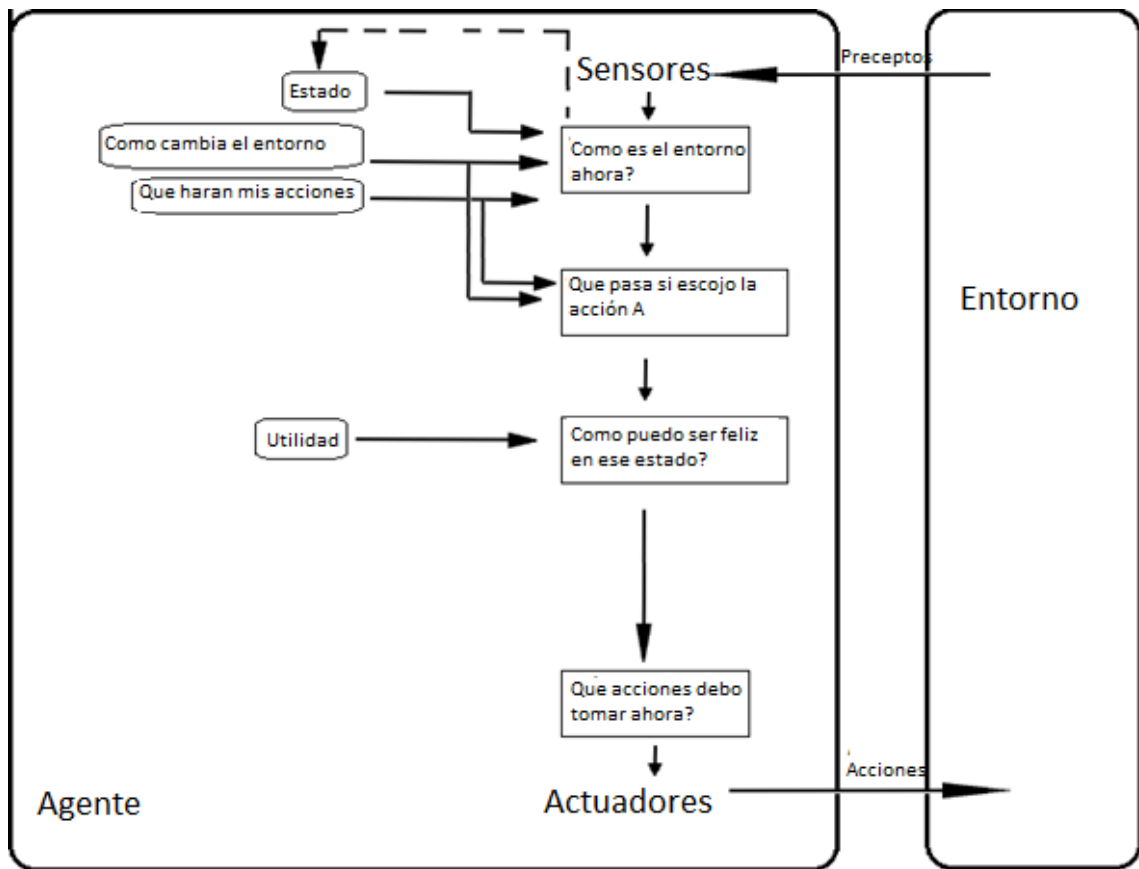 Preceptos
Sensores
Estado
Como cambia el entorno
Que haran mis acciones
Como es el entorno
ahora?
Que pasa si escojo la
acción A
Entorno
Utilidad
Como puedo ser feliz
en ese estado?
Que acciones debo
tomar ahora?
Acciones
Agente
Actuadores